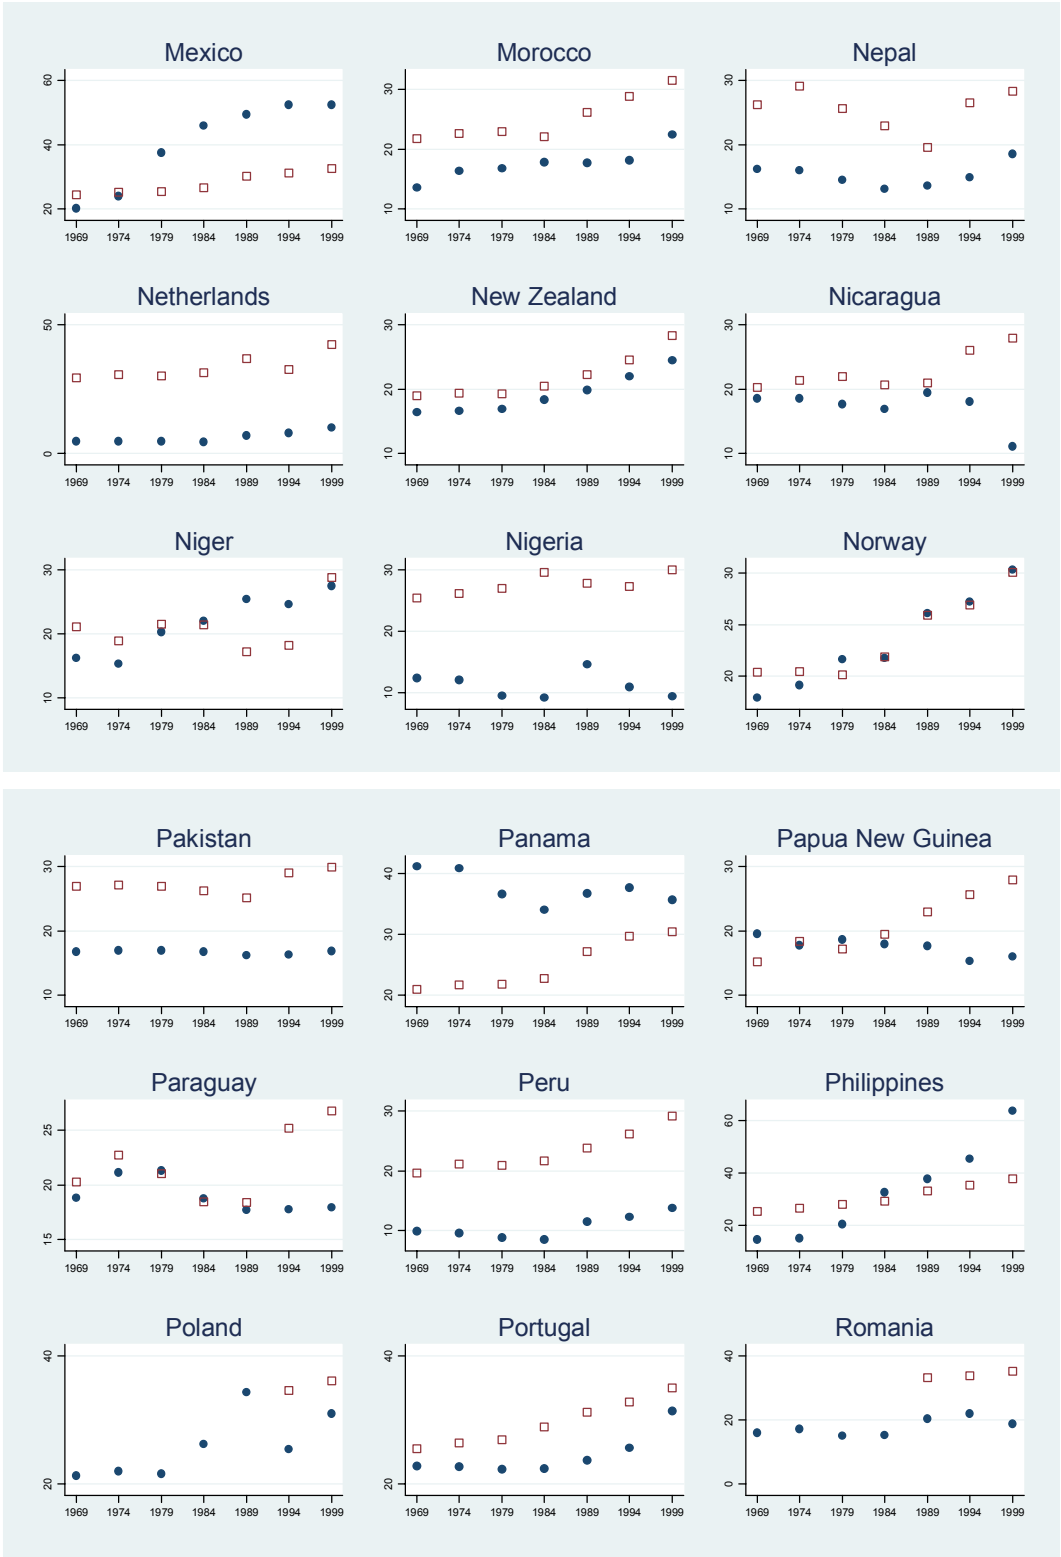 Mexico Morocco Nepal
60 30 30
40 20 20
20 10 10
1969 1974 1979 1984 1989 1994 1999 1969 1974 1979 1984 1989 1994 1999 1969 1974 1979 1984 1989 1994 1999
Netherlands New Zealand Nicaragua
50 30 30
20 20
0 10 10
1969 1974 1979 1984 1989 1994 1999 1969 1974 1979 1984 1989 1994 1999 1969 1974 1979 1984 1989 1994 1999
Niger Nigeria Norway
30 30 30
20 20 25
10 10 20
1969 1974 1979 1984 1989 1994 1999 1969 1974 1979 1984 1989 1994 1999 1969 1974 1979 1984 1989 1994 1999
Pakistan Panama Papua New Guinea
30 40 30
20 30 20
10 20 10
1969 1974 1979 1984 1989 1994 1999 1969 1974 1979 1984 1989 1994 1999 1969 1974 1979 1984 1989 1994 1999
Paraguay Peru Philippines
25 30 60
20 20 40
15 10 20
1969 1974 1979 1984 1989 1994 1999 1969 1974 1979 1984 1989 1994 1999 1969 1974 1979 1984 1989 1994 1999
Poland Portugal Romania
40 40 40
20
20 20 0
1969 1974 1979 1984 1989 1994 1999 1969 1974 1979 1984 1989 1994 1999 1969 1974 1979 1984 1989 1994 1999